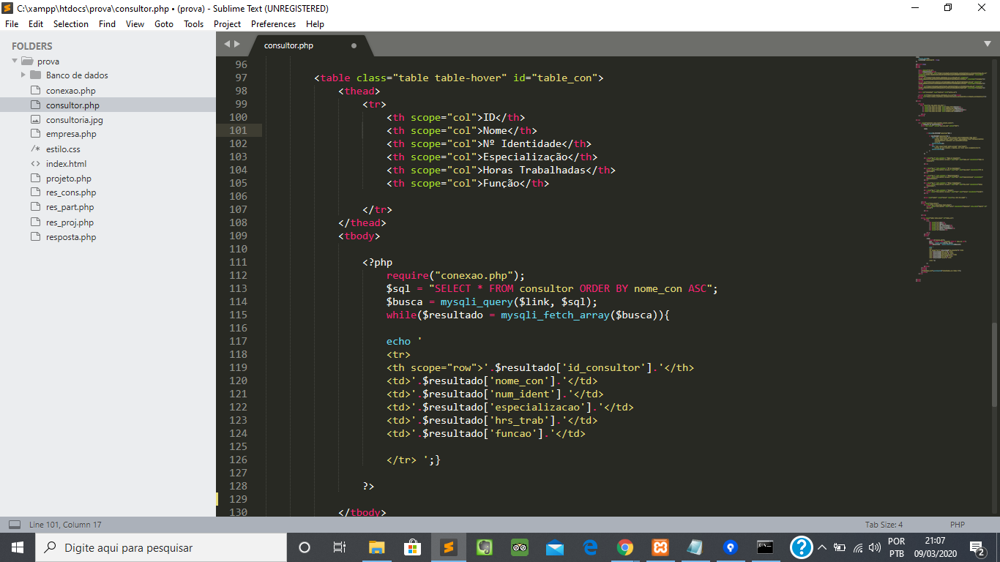 C:\xampp\htdocs\prova\consultor.php • (prova) - Sublime Text (UNREGISTERED)
File Edit Selection Find View Goto Tools Project Preferences Help
FOLDERS
prova
Banco de dados
conexao.php
consultor.php
consultoria.jpg
empresa.php
estilo.css
index.html
projeto.php
res_cons.php
res_part.php
res_proj.php
resposta.php
consultor.php
96
97 <table class="table table-hover" id="table_con">
98 <thead>
99 <tr>
100 <th scope="col">ID</th>
101 <th scope="col">Nome</th>
102 <th scope="col">Nº Identidade</th>
103 <th scope="col">Especialização</th>
104 <th scope="col">Horas Trabalhadas</th>
105 <th scope="col">Função</th>
106
107 </tr>
108 </thead>
109 <tbody>
110
111 <?php
112 require("conexao.php");
113 $sql = "SELECT * FROM consultor ORDER BY nome_con ASC";
114 $busca = mysqli_query($link, $sql);
115 while($resultado = mysqli_fetch_array($busca)){
116
117 echo '
118 <tr>
119 <th scope="row">'.$resultado['id_consultor'].'</th>
120 <td>'.$resultado['nome_con'].'</td>
121 <td>'.$resultado['num_ident'].'</td>
122 <td>'.$resultado['especializacao'].'</td>
123 <td>'.$resultado['hrs_trab'].'</td>
124 <td>'.$resultado['funcao'].'</td>
125
126 </tr> ';}
127
128 ?>
129
130 </tbody>
Line 101, Column 17 Tab Size: 4 PHP
Digite aqui para pesquisar
POR
PTB
21:07
09/03/2020
2